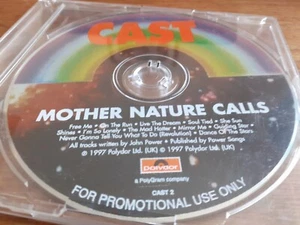 CAST
MOTHER NATURE CALLS
Free Me • On The Run • Live The Dream • Soul Tied • She Sun
Shines • I'm So Lonely • The Mad Hatter • Mirror Me • Guiding Star •
Never Gonna Tell You What To Do (Revolution) • Dance Of The Stars
All tracks written by John Power. Published by Power Songs
℗ 1997 Polydor Ltd. (UK) © 1997 Polydor Ltd. (UK)
Polydor
a PolyGram company
CAST 2
FOR PROMOTIONAL USE ONLY